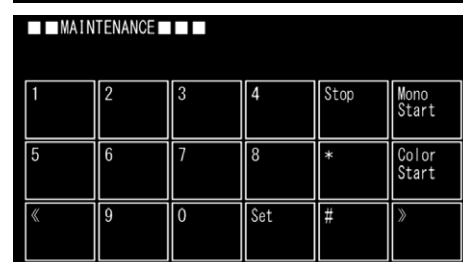 ■■MAINTENANCE■■■
1 2 3 4 Stop Mono Start
5 6 7 8 * Color Start
《 9 0 Set # 》